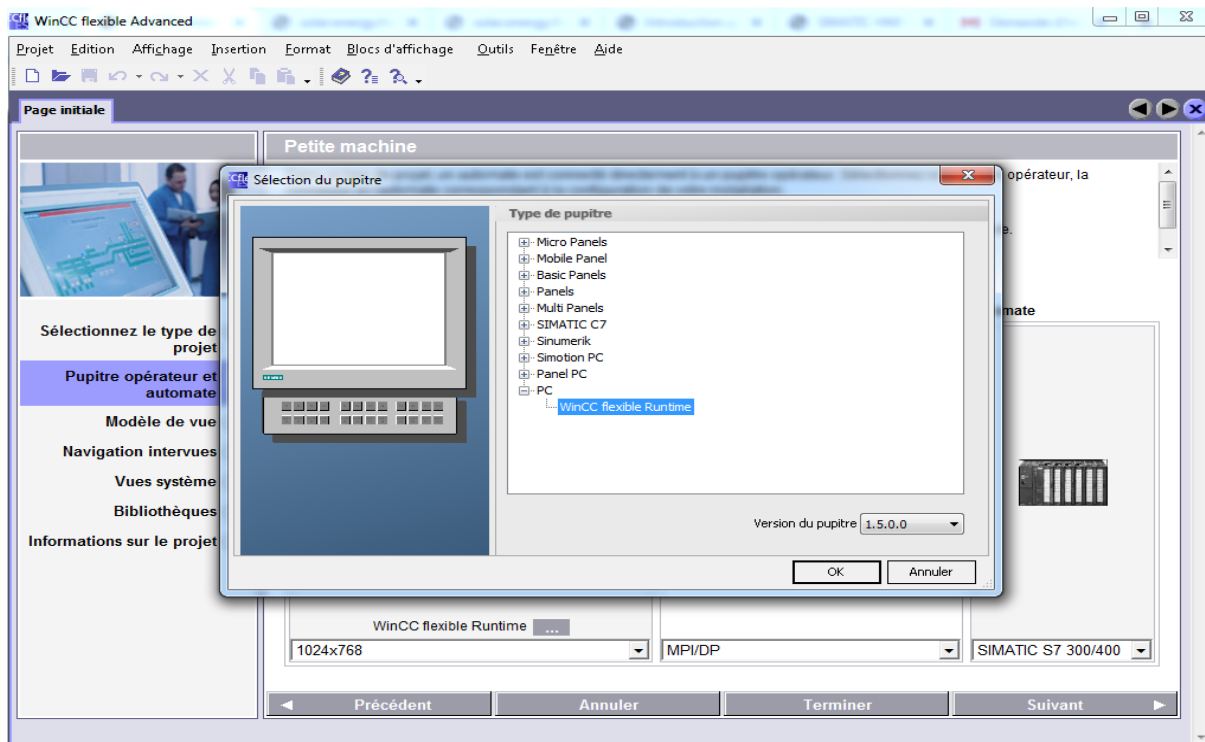 WinCC flexible Advanced
Projet Edition Affichage Insertion Format Blocs d'affichage Outils Fenêtre Aide
Page initiale
Petite machine
Sélection du pupitre
opérateur, la
e.
mate
Type de pupitre
Micro Panels
Mobile Panel
Basic Panels
Panels
Multi Panels
SIMATIC C7
Sinumerik
Simotion PC
Panel PC
PC
WinCC flexible Runtime
Version du pupitre 1.5.0.0
OK Annuler
Sélectionnez le type de
projet
Pupitre opérateur et
automate
Modèle de vue
Navigation intervues
Vues système
Bibliothèques
Informations sur le projet
WinCC flexible Runtime ...
1024x768 MPI/DP SIMATIC S7 300/400
Précédent Annuler Terminer Suivant